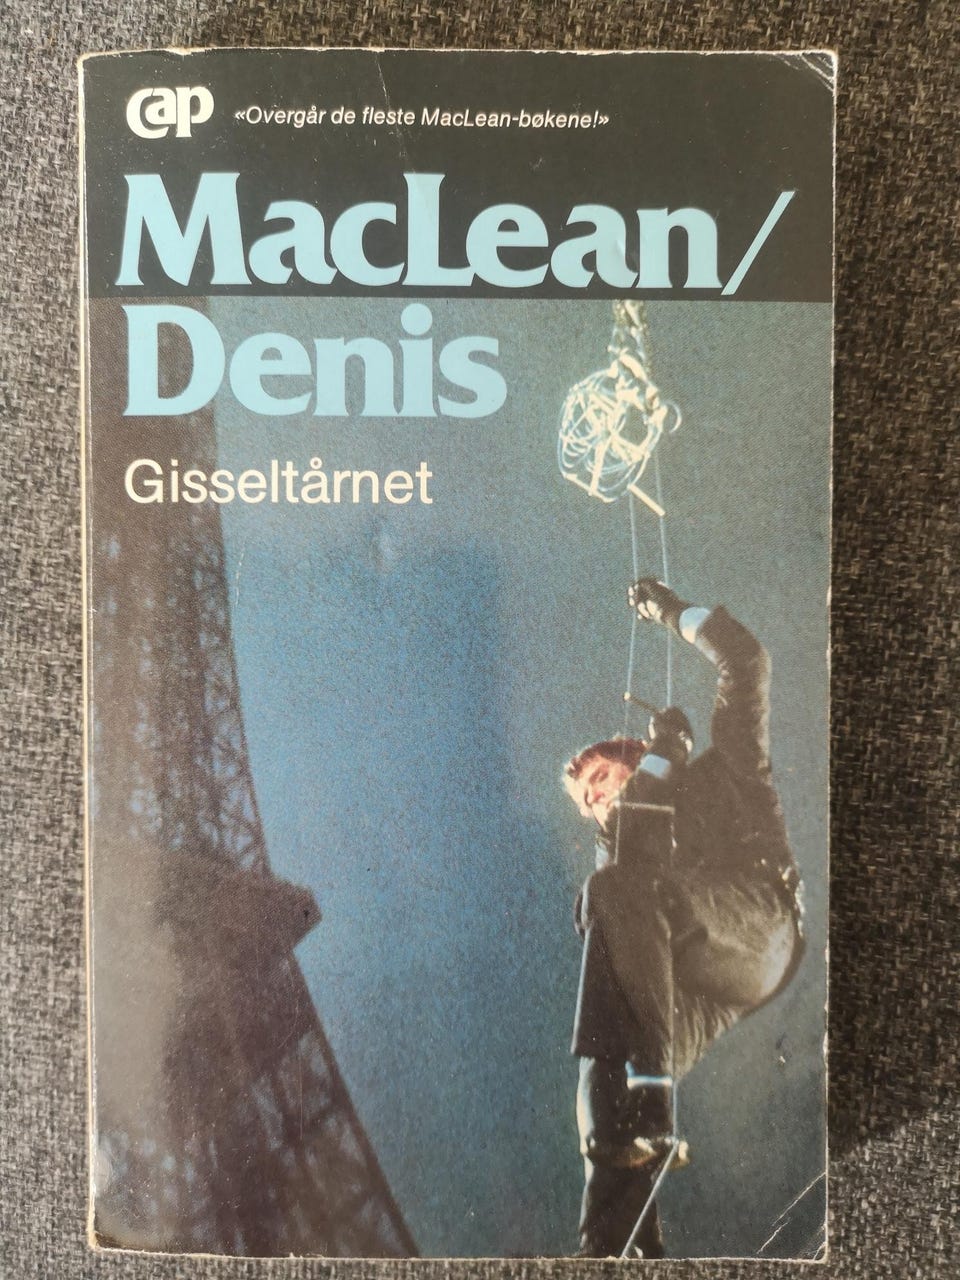 cap «Overgår de fleste MacLean-bøkene!»
MacLean/
Denis
Gisseltårnet